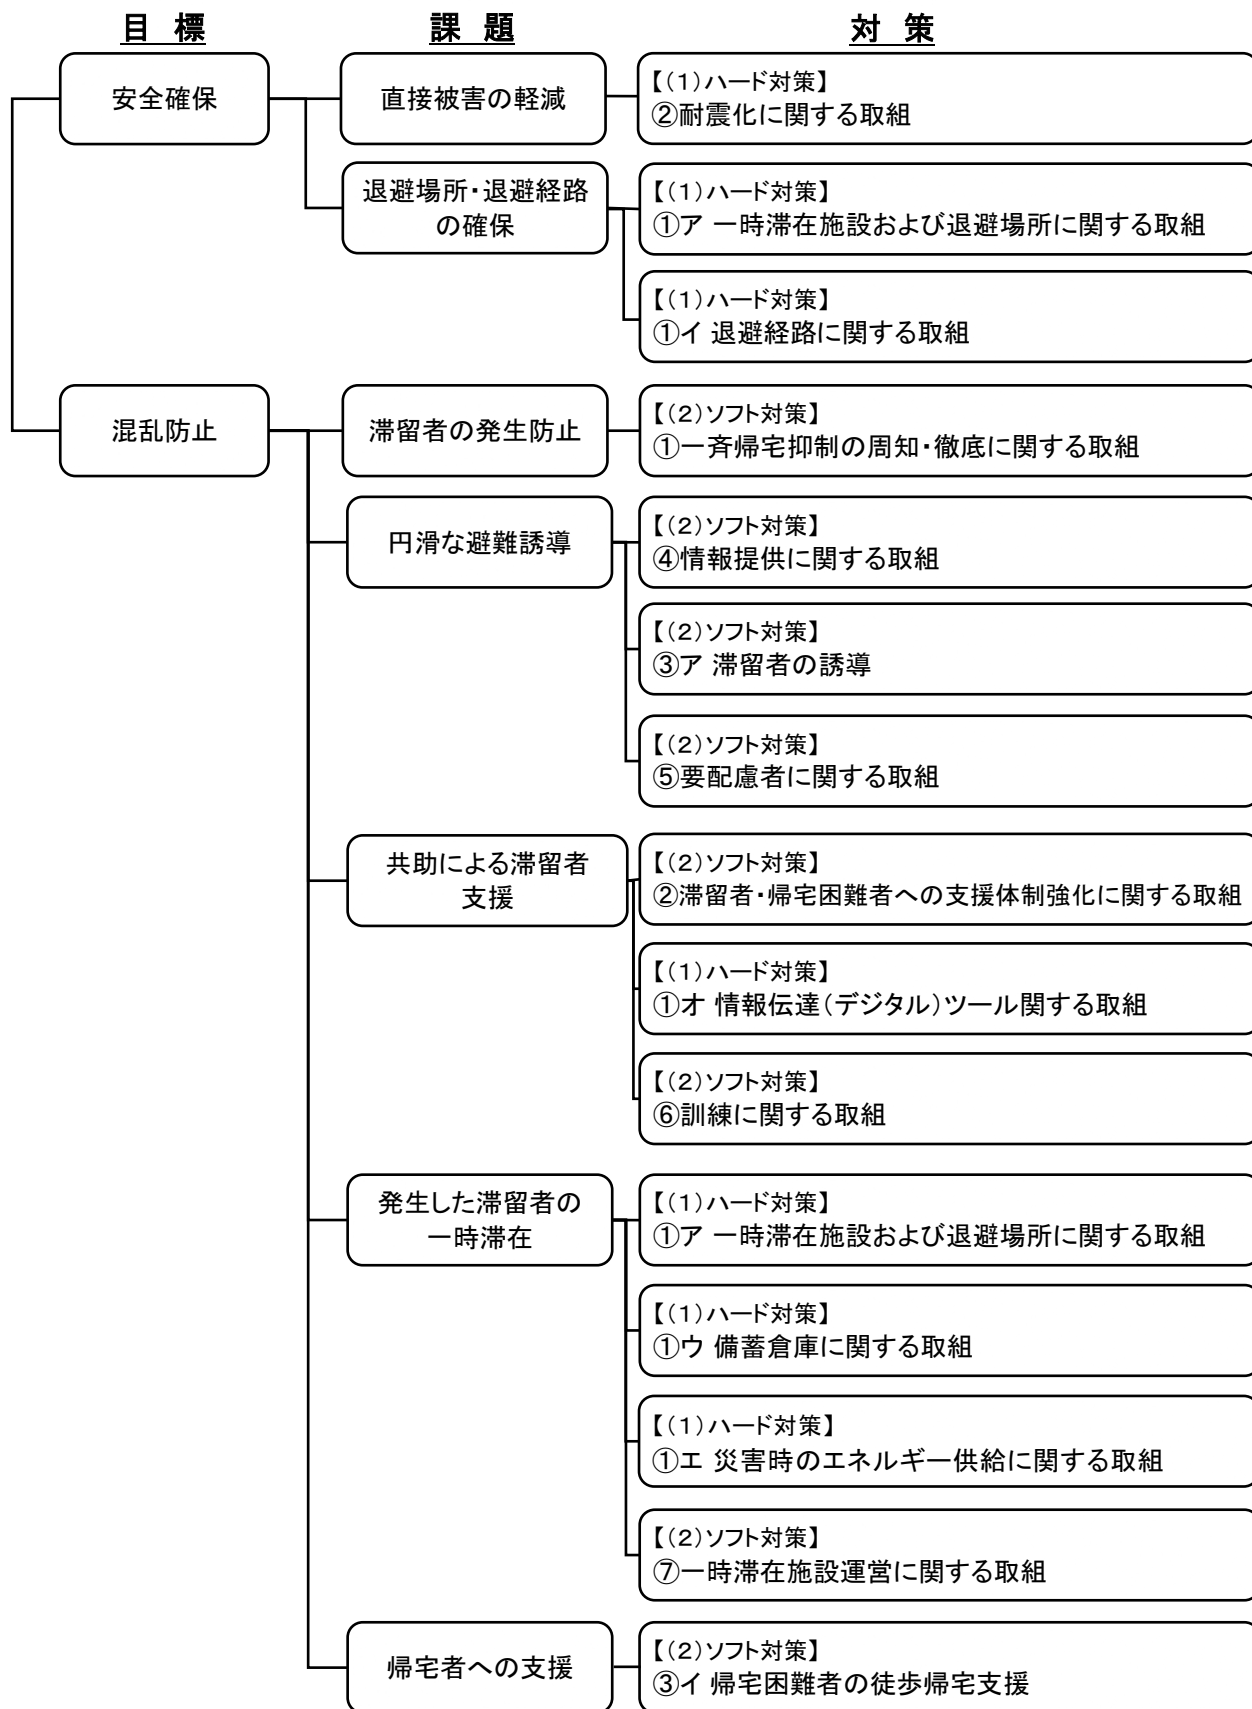 目 標
課 題
対 策
安全確保
直接被害の軽減
【(1)ハード対策】
②耐震化に関する取組
退避場所・退避経路
の確保
【(1)ハード対策】
①ア 一時滞在施設および退避場所に関する取組
【(1)ハード対策】
①イ 退避経路に関する取組
混乱防止
滞留者の発生防止
【(2)ソフト対策】
①一斉帰宅抑制の周知・徹底に関する取組
円滑な避難誘導
【(2)ソフト対策】
④情報提供に関する取組
【(2)ソフト対策】
③ア 滞留者の誘導
【(2)ソフト対策】
⑤要配慮者に関する取組
共助による滞留者
支援
【(2)ソフト対策】
②滞留者・帰宅困難者への支援体制強化に関する取組
【(1)ハード対策】
①オ 情報伝達(デジタル)ツール関する取組
【(2)ソフト対策】
⑥訓練に関する取組
発生した滞留者の
一時滞在
【(1)ハード対策】
①ア 一時滞在施設および退避場所に関する取組
【(1)ハード対策】
①ウ 備蓄倉庫に関する取組
【(1)ハード対策】
①エ 災害時のエネルギー供給に関する取組
【(2)ソフト対策】
⑦一時滞在施設運営に関する取組
帰宅者への支援
【(2)ソフト対策】
③イ 帰宅困難者の徒歩帰宅支援